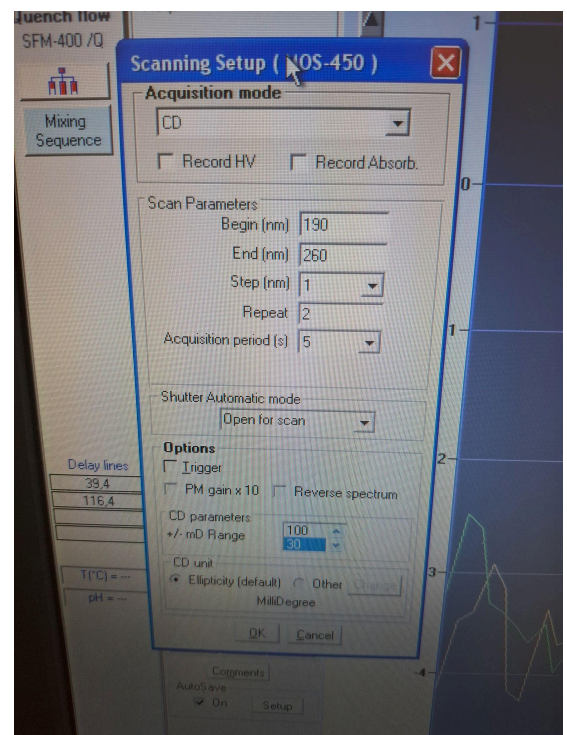 Quench flow
SFM-400 /Q
Mixing
Sequence
Scanning Setup ( MOS-450 )
Acquisition mode
CD
Record HV
Record Absorb.
Scan Parameters
Begin (nm) 190
End (nm) 260
Step (nm) 1
Repeat 2
Acquisition period (s) 5
Shutter Automatic mode
Open for scan
Options
Trigger
PM gain x 10
Reverse spectrum
CD parameters
+/- mD Range
100
30
CD unit
Ellipticity (default)
Other
Change
MilliDegree
OK
Cancel
Delay lines
39,4
116,4
T(°C) = ---
pH = ---
Comments
AutoSave
On
Setup
1
0
1
2
3
-4